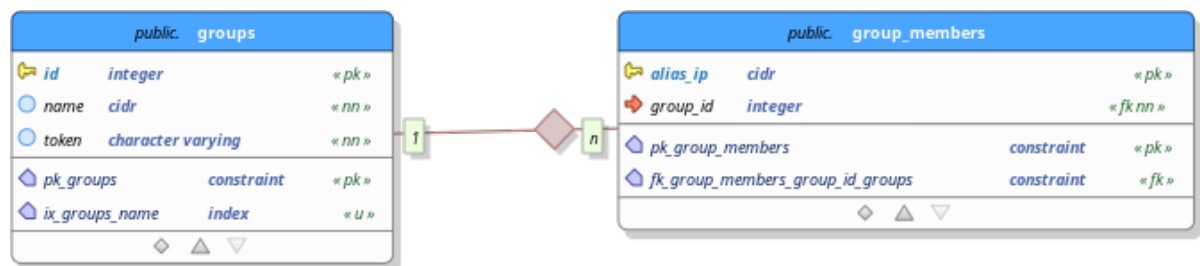 public. groups
id integer «pk»
name cidr «nn»
token character varying «nn»
pk_groups constraint «pk»
ix_groups_name index «u»
1
n
public. group_members
alias_ip cidr «pk»
group_id integer «fk nn»
pk_group_members constraint «pk»
fk_group_members_group_id_groups constraint «fk»